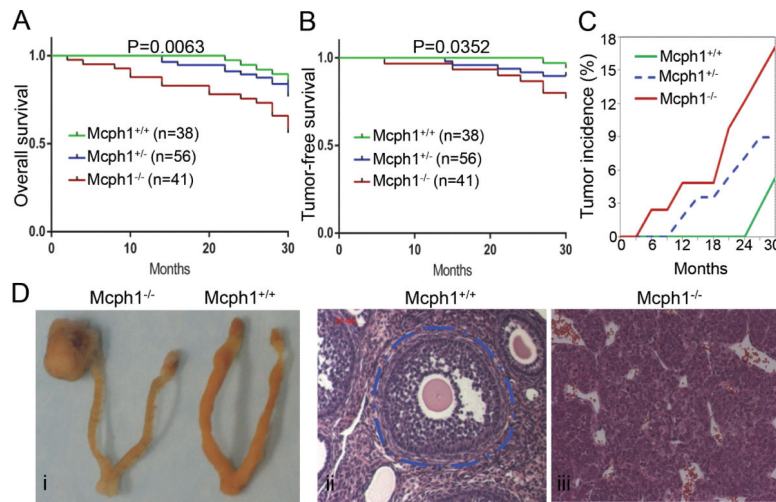 A
P=0.0063
Overall survival
1.0
0.5
0.0
Mcph1+/+ (n=38)
Mcph1+/- (n=56)
Mcph1-/- (n=41)
0
10
20
30
Months
B
P=0.0352
Tumor-free survival
1.0
0.5
0.0
Mcph1+/+ (n=38)
Mcph1+/- (n=56)
Mcph1-/- (n=41)
0
10
20
30
Months
C
Tumor incidence (%)
18
15
12
9
6
3
0
Mcph1+/+
Mcph1+/-
Mcph1-/-
0 6 12 18 24 30
Months
D
Mcph1-/- Mcph1+/+
i
Mcph1+/+
ii
Mcph1-/-
iii